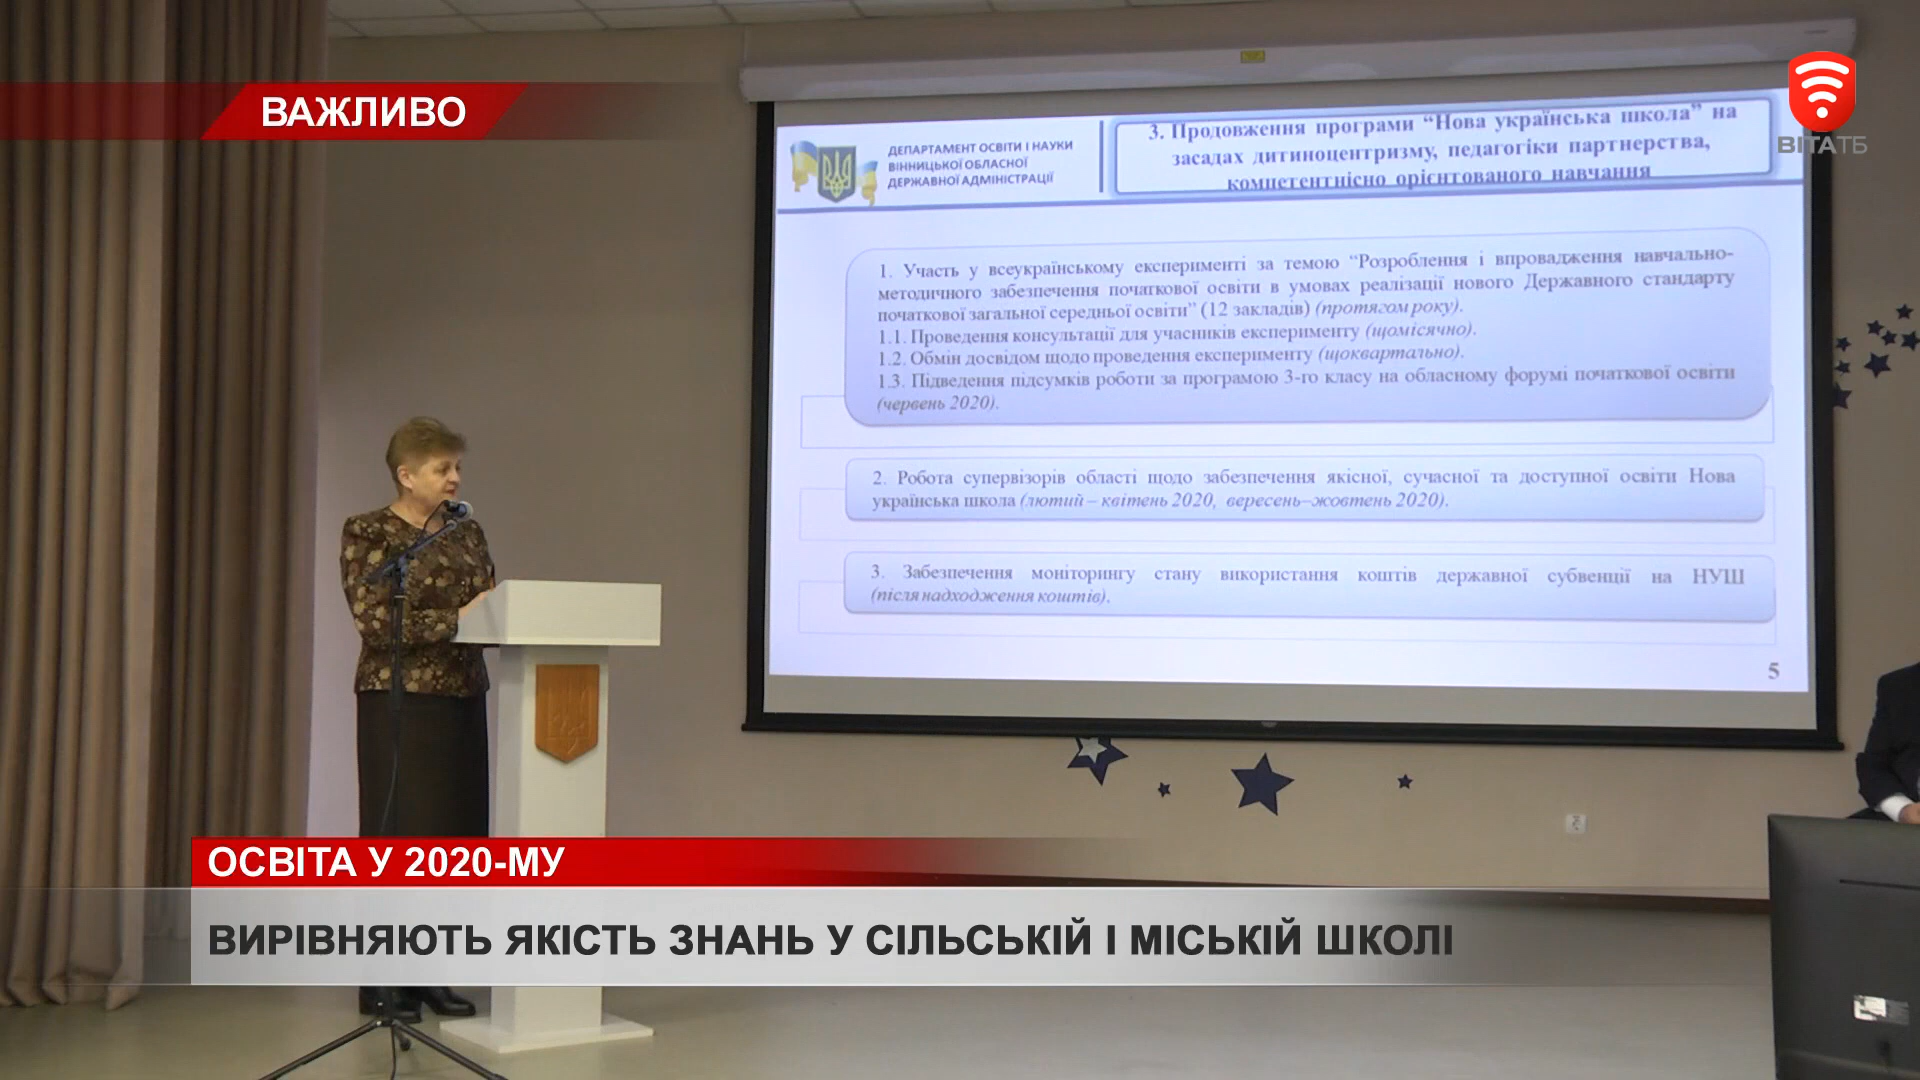 ВАЖЛИВО
ВІТАТБ
ДЕПАРТАМЕНТ ОСВІТИ І НАУКИ
ВІННИЦЬКОЇ ОБЛАСНОЇ
ДЕРЖАВНОЇ АДМІНІСТРАЦІЇ
3. Продовження програми “Нова українська школа” на
засадах дитиноцентризму, педагогіки партнерства,
компетентнісно орієнтованого навчання
1. Участь у всеукраїнському експерименті за темою “Розроблення і впровадження навчально-
методичного забезпечення початкової освіти в умовах реалізації нового Державного стандарту
початкової загальної середньої освіти” (12 закладів) (протягом року).
1.1. Проведення консультації для учасників експерименту (щомісячно).
1.2. Обмін досвідом щодо проведення експерименту (щоквартально).
1.3. Підведення підсумків роботи за програмою 3-го класу на обласному форумі початкової освіти
(червень 2020).
2. Робота супервізорів області щодо забезпечення якісної, сучасної та доступної освіти Нова
українська школа (лютий – квітень 2020, вересень–жовтень 2020).
3. Забезпечення моніторингу стану використання коштів державної субвенції на НУШ
(після надходження коштів).
5
ОСВІТА У 2020-МУ
ВИРІВНЯЮТЬ ЯКІСТЬ ЗНАНЬ У СІЛЬСЬКІЙ І МІСЬКІЙ ШКОЛІ